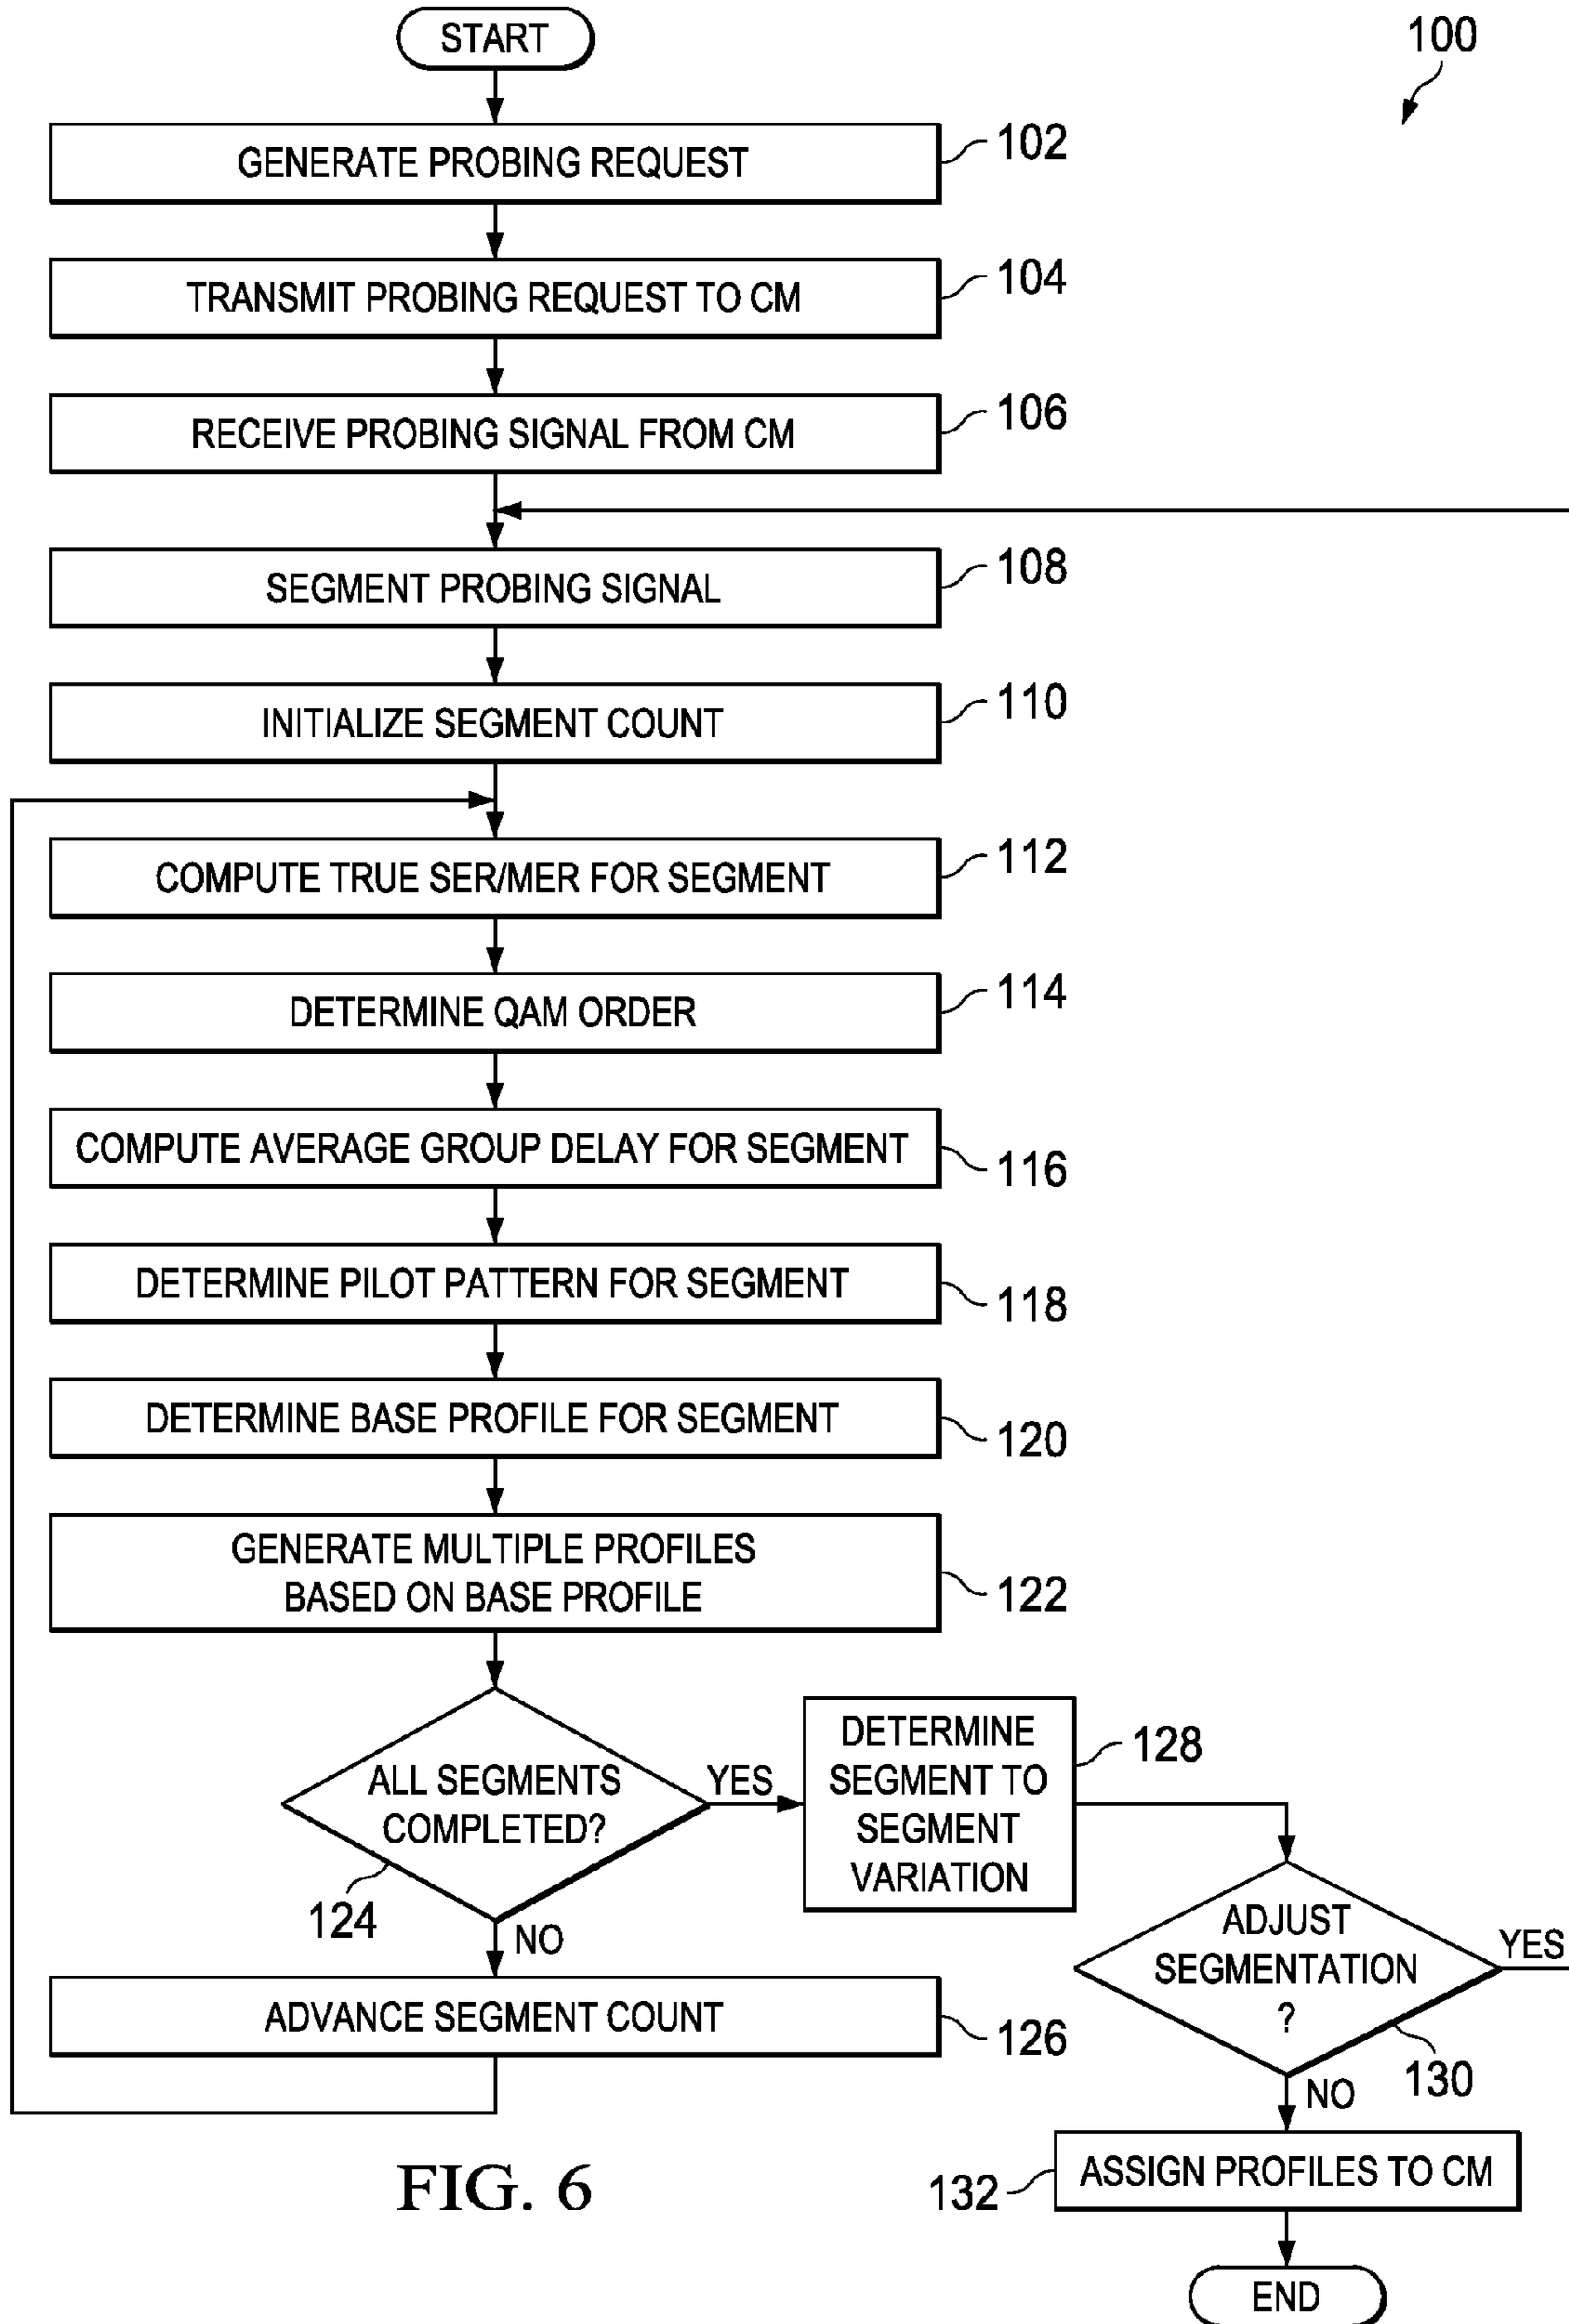 START
100
GENERATE PROBING REQUEST
102
TRANSMIT PROBING REQUEST TO CM
104
RECEIVE PROBING SIGNAL FROM CM
106
SEGMENT PROBING SIGNAL
108
INITIALIZE SEGMENT COUNT
110
COMPUTE TRUE SER/MER FOR SEGMENT
112
DETERMINE QAM ORDER
114
COMPUTE AVERAGE GROUP DELAY FOR SEGMENT
116
DETERMINE PILOT PATTERN FOR SEGMENT
118
DETERMINE BASE PROFILE FOR SEGMENT
120
GENERATE MULTIPLE PROFILES
BASED ON BASE PROFILE
122
ALL SEGMENTS
COMPLETED?
124
YES
NO
DETERMINE
SEGMENT TO
SEGMENT
VARIATION
128
ADVANCE SEGMENT COUNT
126
ADJUST
SEGMENTATION
?
YES
130
NO
ASSIGN PROFILES TO CM
132
END
FIG. 6